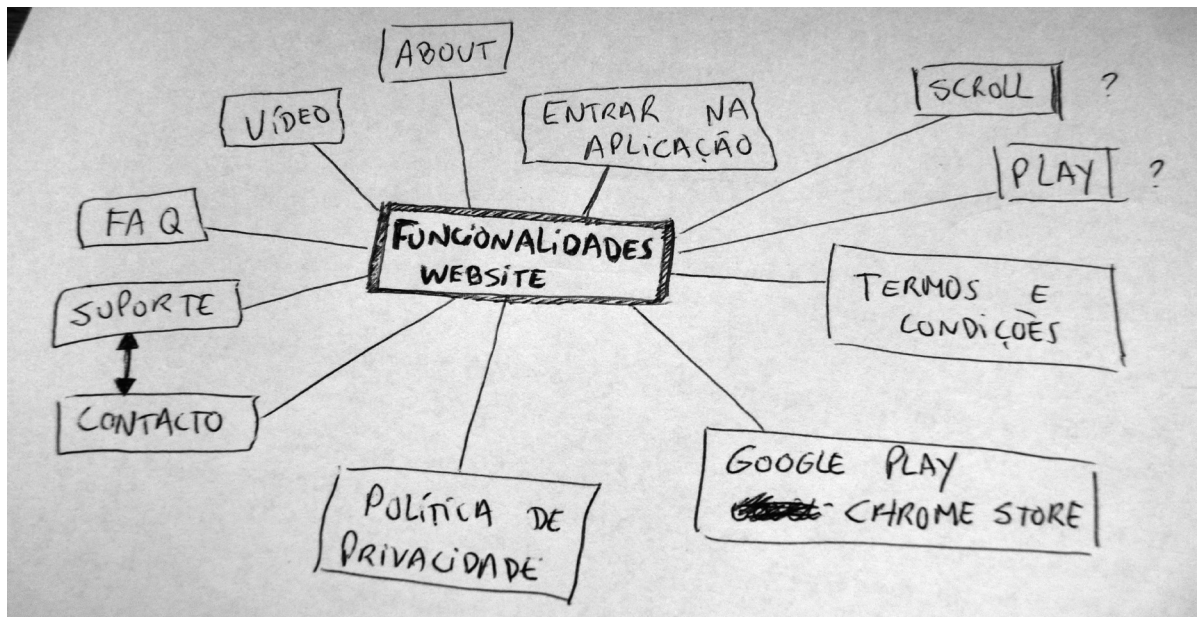 ABOUT
VÍDEO
ENTRAR NA
APLICAÇÃO
SCROLL ?
PLAY ?
FAQ
FUNCIONALIDADES
WEBSITE
SUPORTE
TERMOS E
CONDIÇÕES
CONTACTO
GOOGLE PLAY
CHROME STORE
POLÍTICA DE
PRIVACIDADE